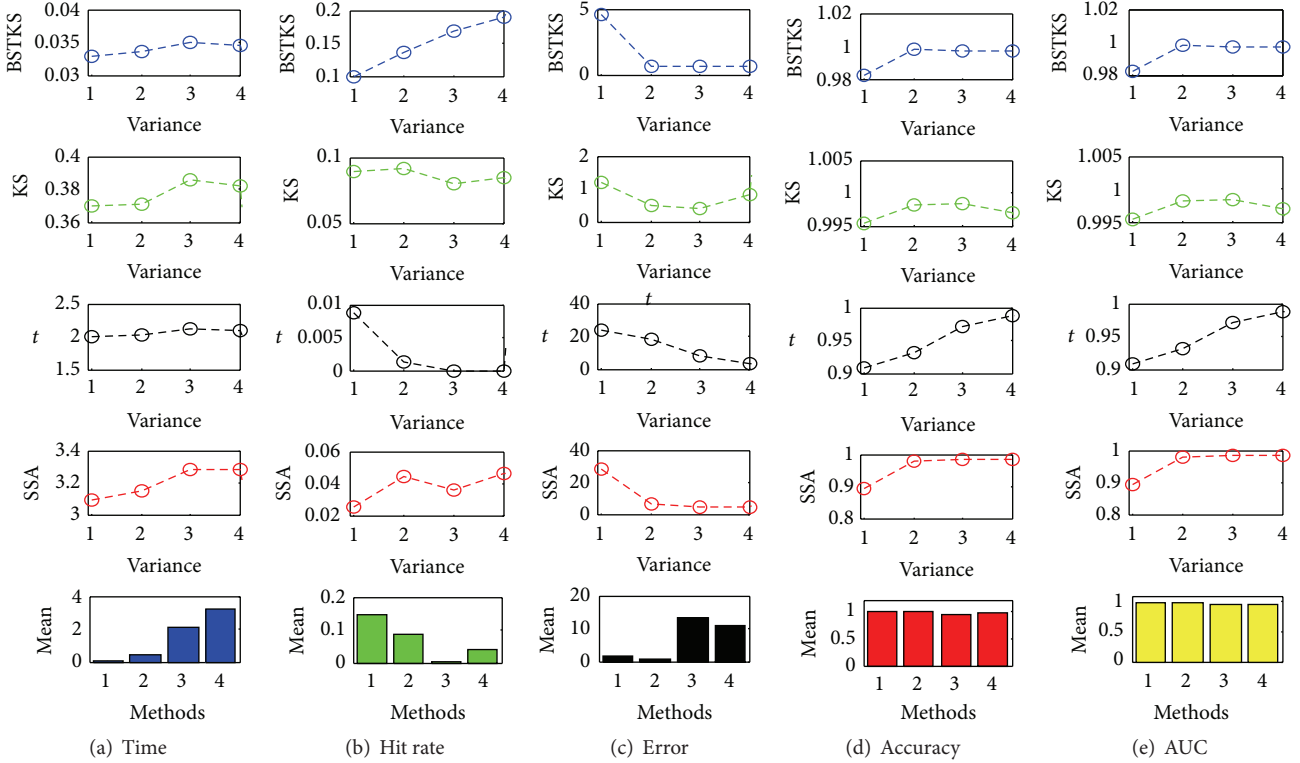 BSTKS 0.04 0.035 0.03 1 2 3 4 Variance
BSTKS 0.2 0.15 0.1 1 2 3 4 Variance
BSTKS 5 0 1 2 3 4 Variance
BSTKS 1.02 1 0.98 1 2 3 4 Variance
BSTKS 1.02 1 0.98 1 2 3 4 Variance
KS 0.4 0.38 0.36 1 2 3 4 Variance
KS 0.1 0.05 1 2 3 4 Variance
KS 2 1 0 1 2 3 4 Variance
KS 1.005 1 0.995 1 2 3 4 Variance
KS 1.005 1 0.995 1 2 3 4 Variance
t 2.5 2 1.5 1 2 3 4 Variance
t 0.01 0.005 0 1 2 3 4 Variance
t t 40 20 0 1 2 3 4 Variance
t 1 0.95 0.9 1 2 3 4 Variance
t 1 0.95 0.9 1 2 3 4 Variance
SSA 3.4 3.2 3 1 2 3 4 Variance
SSA 0.06 0.04 0.02 1 2 3 4 Variance
SSA 40 20 0 1 2 3 4 Variance
SSA 1 0.9 0.8 1 2 3 4 Variance
SSA 1 0.9 0.8 1 2 3 4 Variance
Mean 4 2 0 1 2 3 4 Methods
Mean 0.2 0.1 0 1 2 3 4 Methods
Mean 20 10 0 1 2 3 4 Methods
Mean 1 0.5 0 1 2 3 4 Methods
Mean 1 0.5 0 1 2 3 4 Methods
(a) Time
(b) Hit rate
(c) Error
(d) Accuracy
(e) AUC